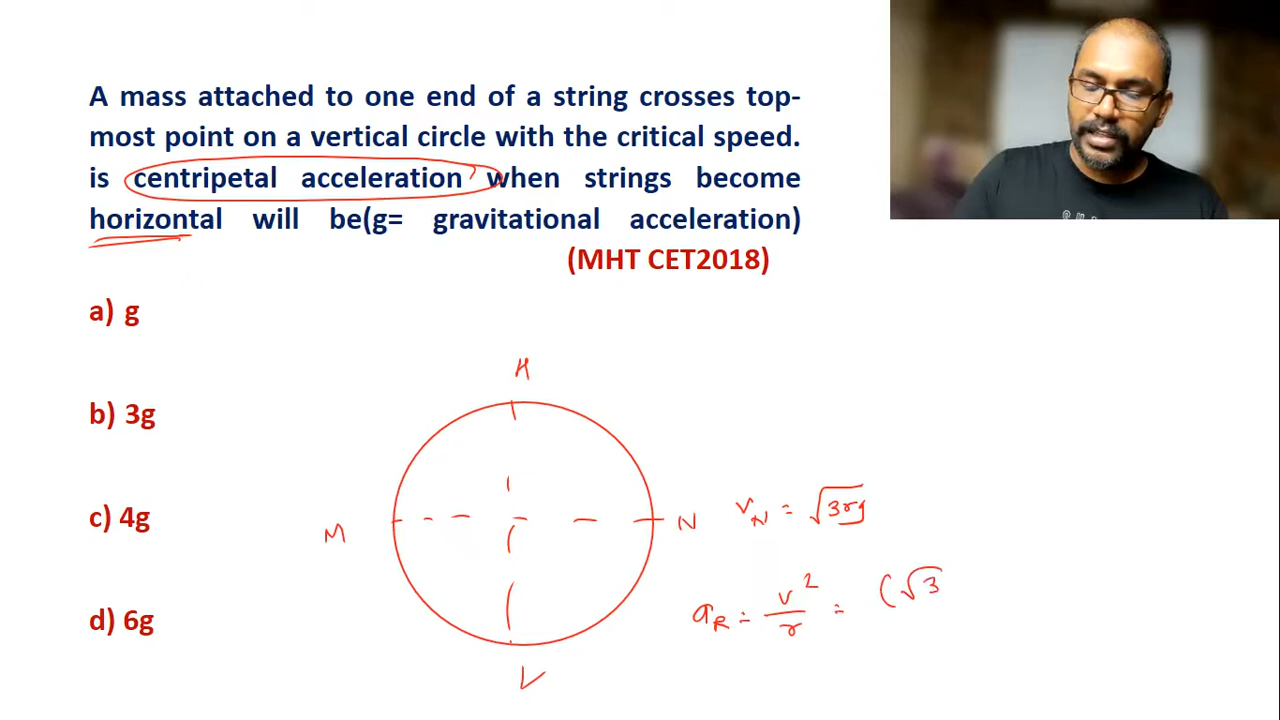 A mass attached to one end of a string crosses top-
most point on a vertical circle with the critical speed.
is centripetal acceleration when strings become
horizontal will be(g= gravitational acceleration)
(MHT CET2018)
a) g
b) 3g
c) 4g
d) 6g
H
M
N
v_N = √3rg
a_R = v²/r = (√3
L